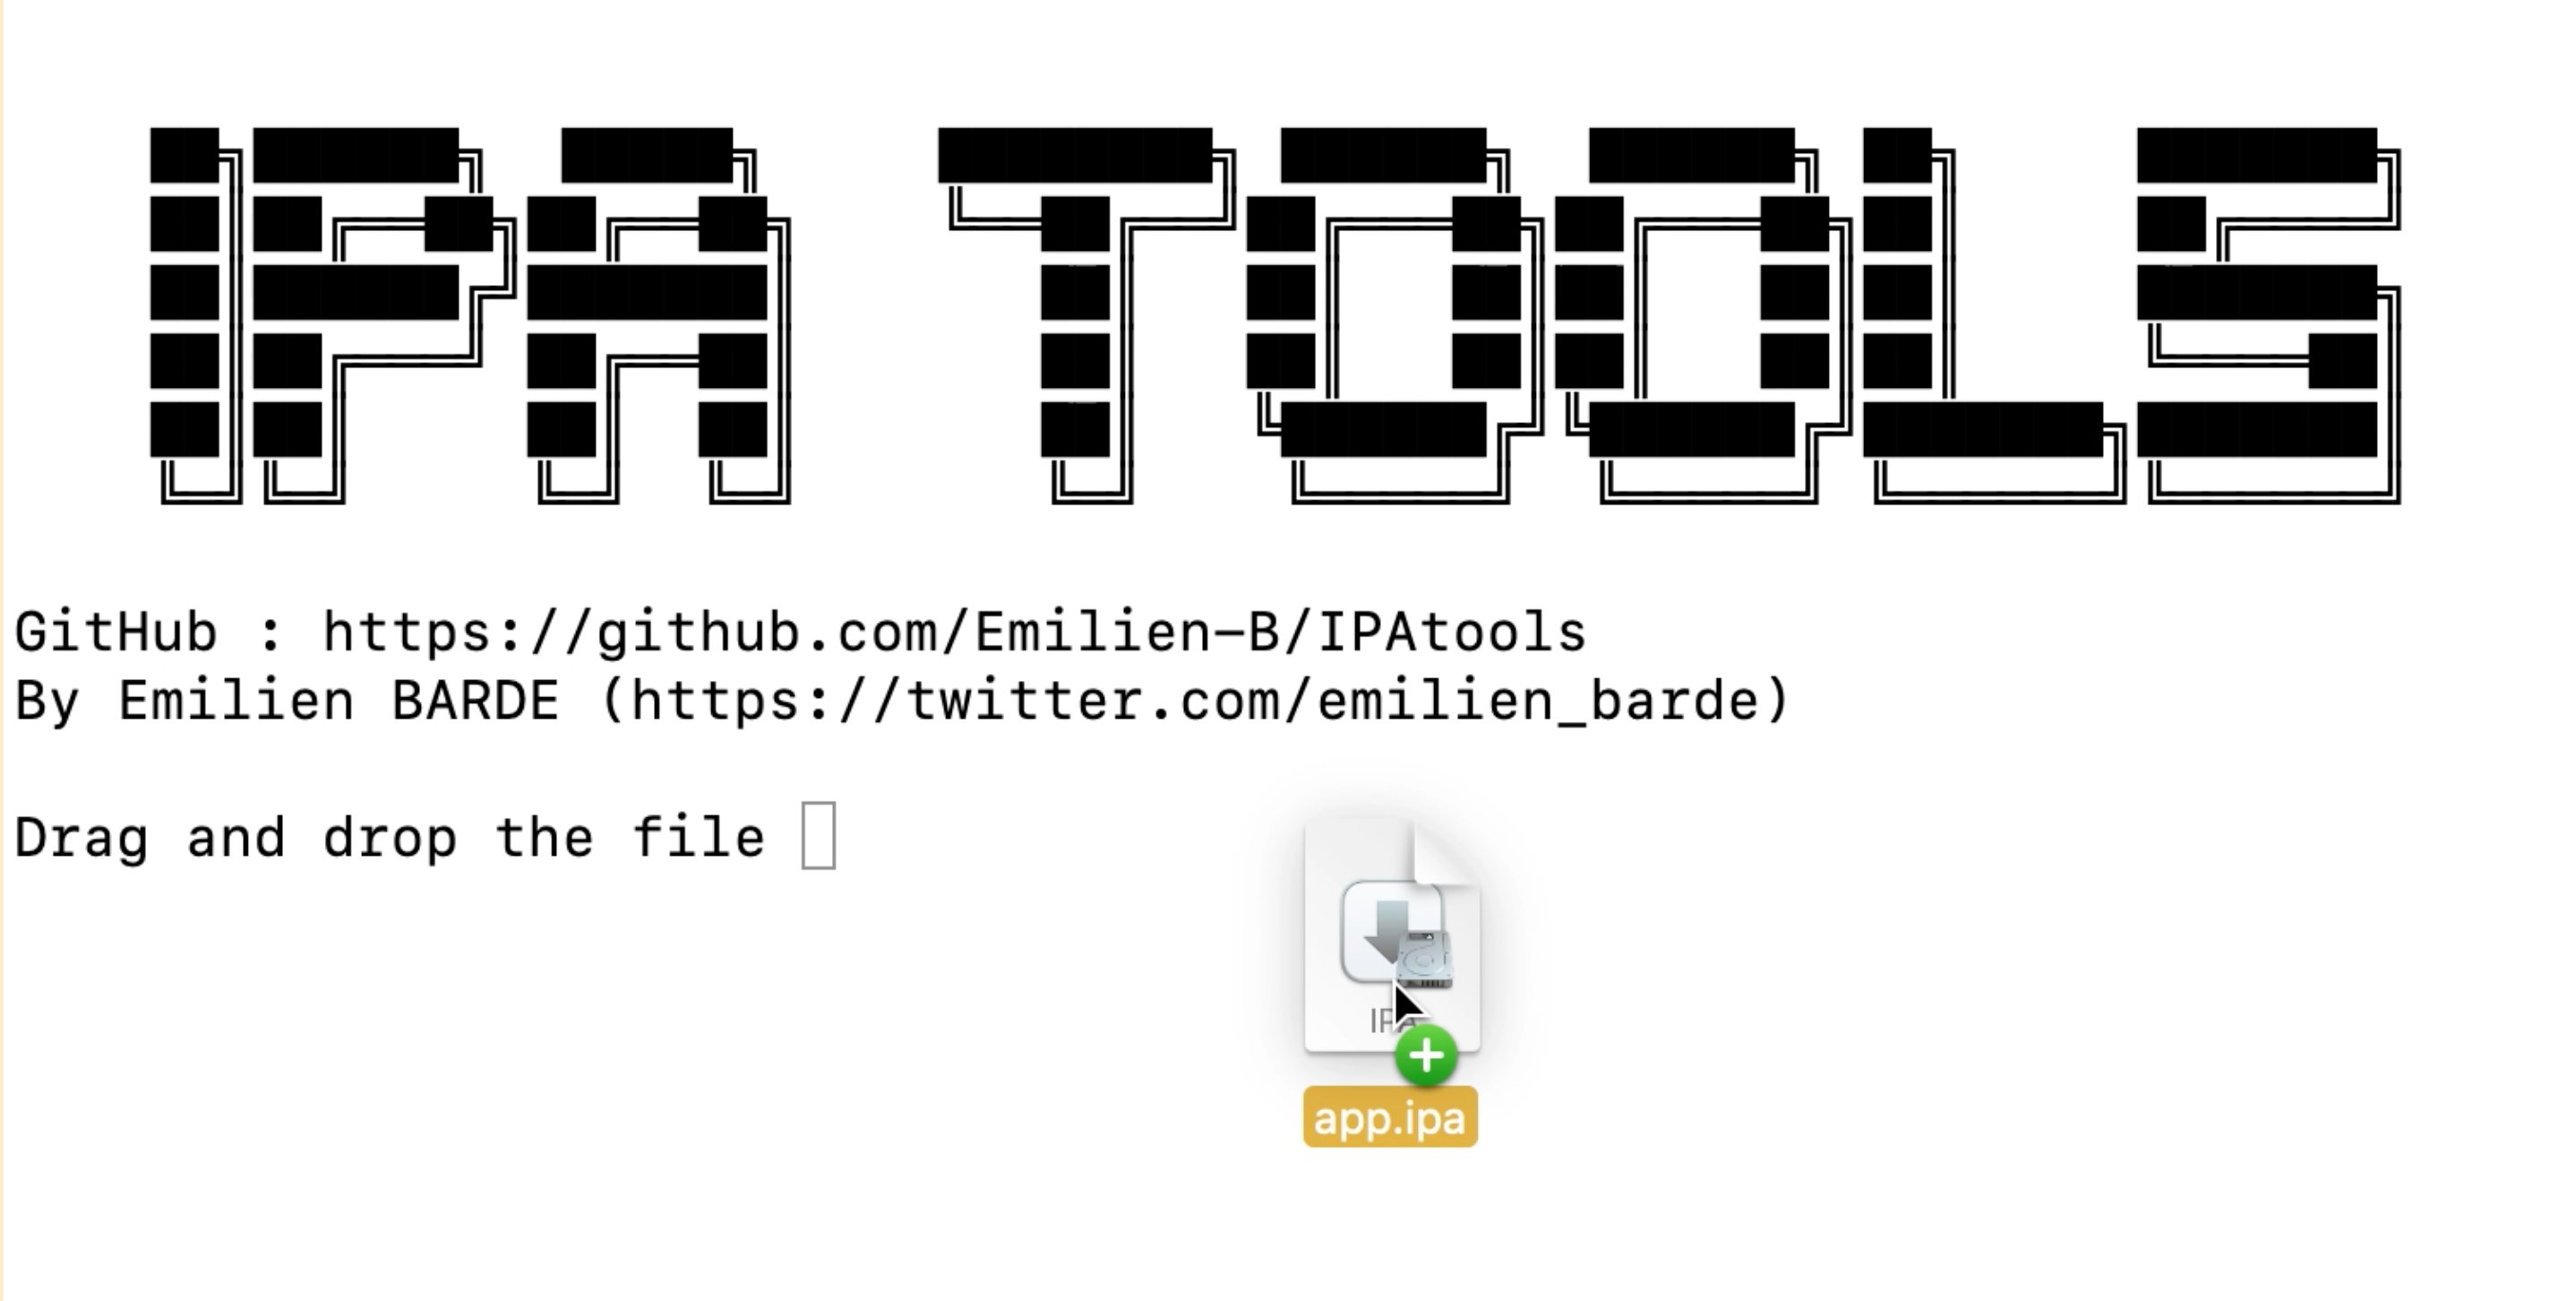 IPA TOOLS
GitHub : https://github.com/Emilien-B/IPAtools
By Emilien BARDE (https://twitter.com/emilien_barde)
Drag and drop the file
IPA
app.ipa